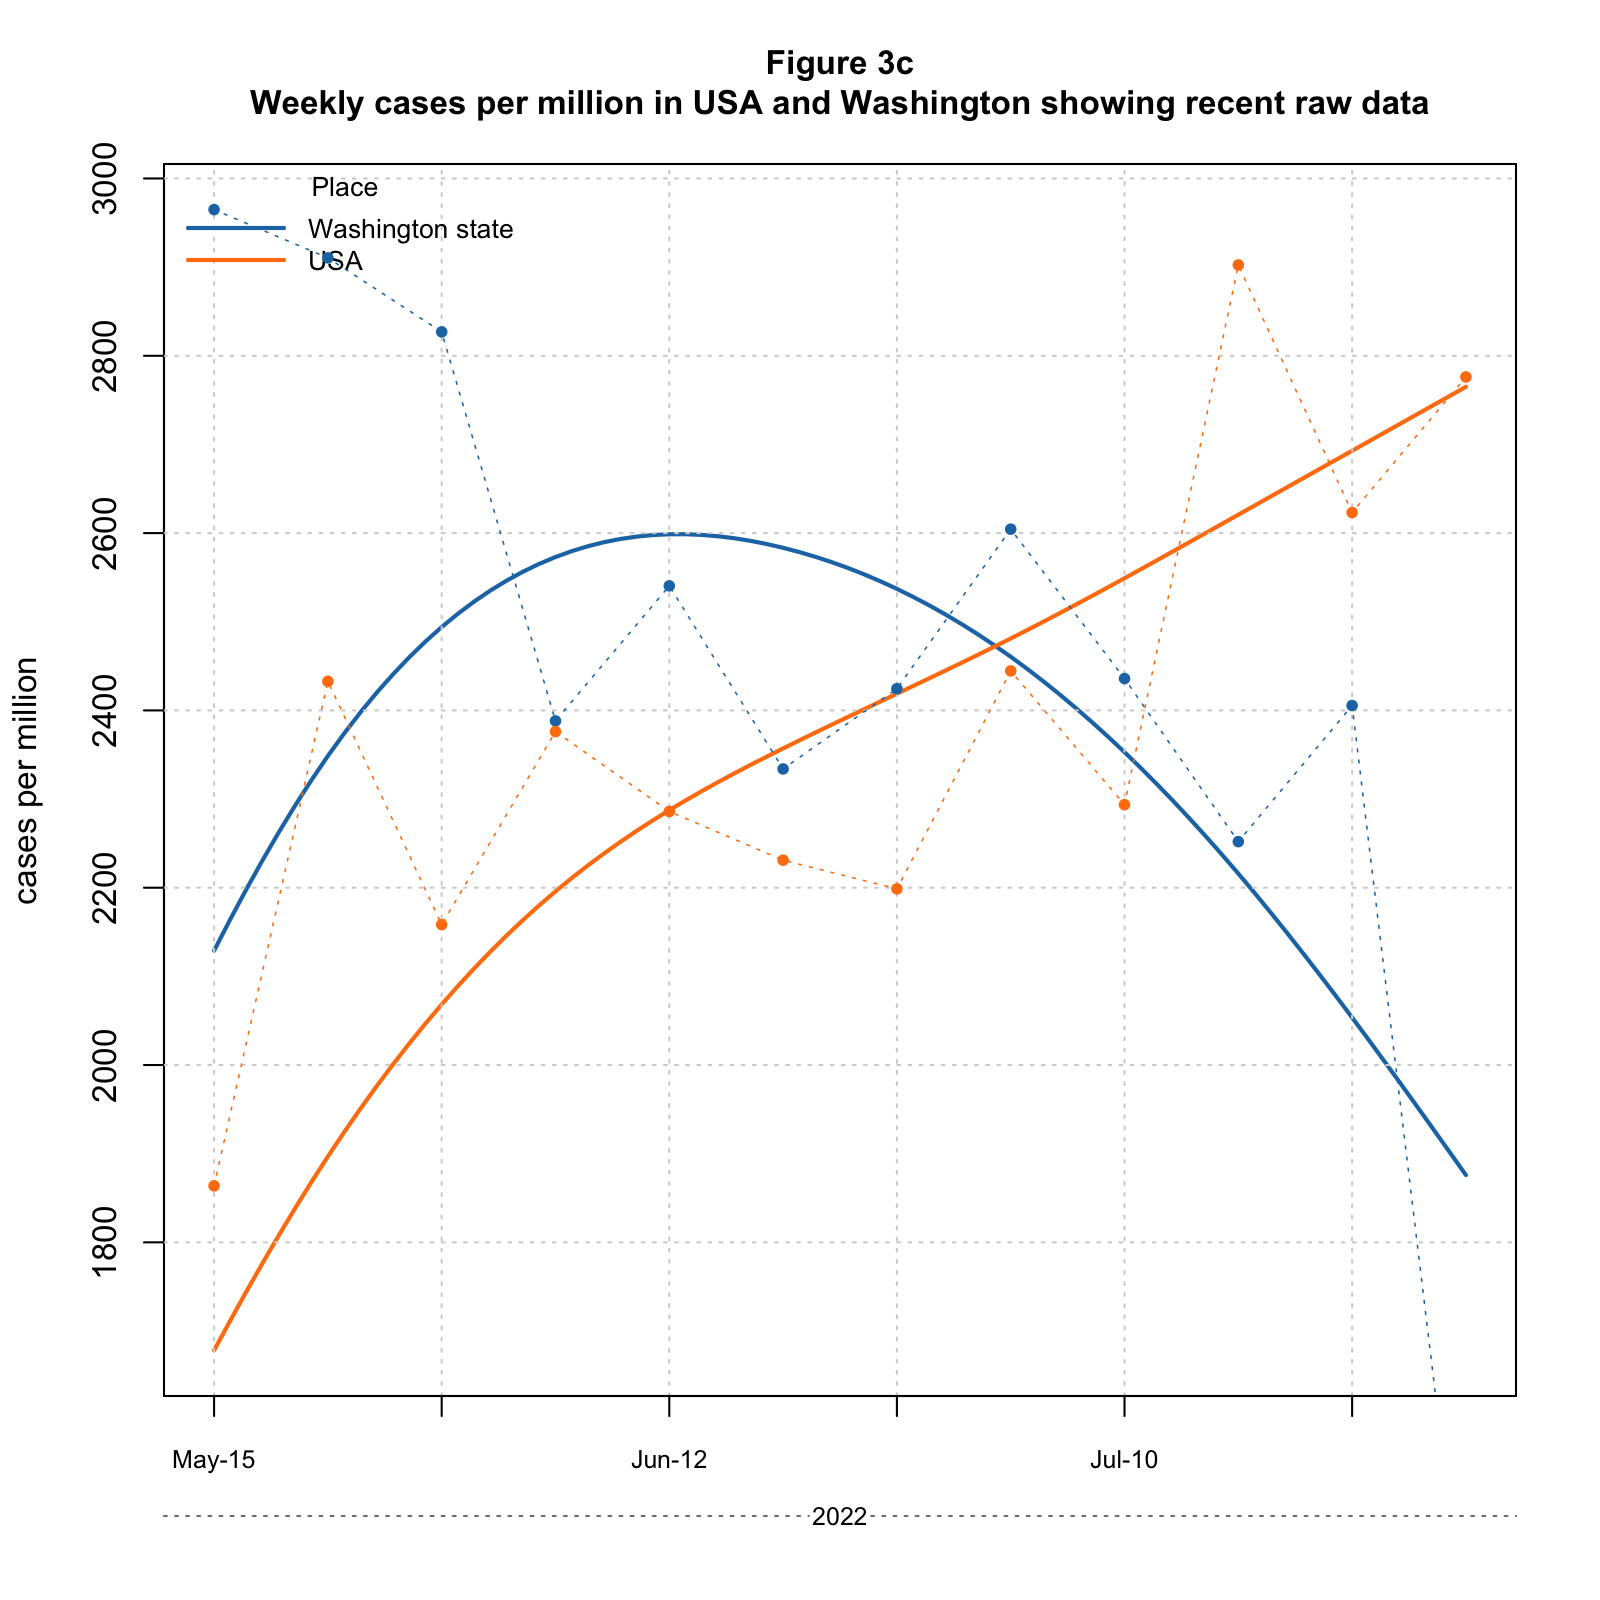 Figure 3c
Weekly cases per million in USA and Washington showing recent raw data
3000
2800
2600
2400
2200
2000
1800
cases per million
Place
Washington state
USA
May-15
Jun-12
Jul-10
2022